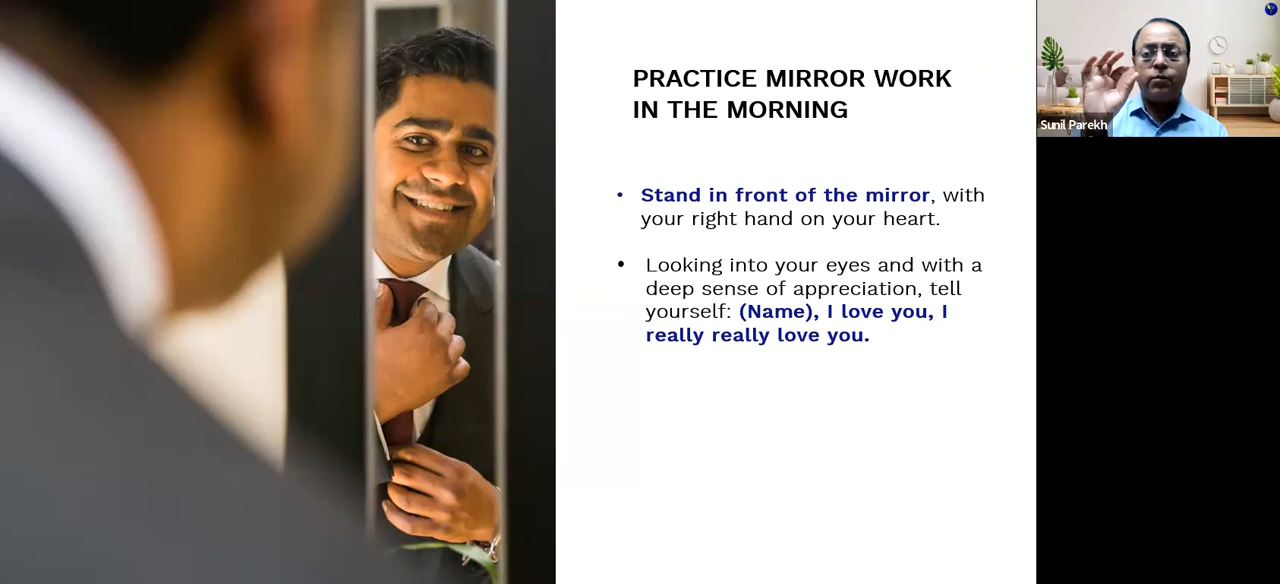 PRACTICE MIRROR WORK
IN THE MORNING
• Stand in front of the mirror, with
your right hand on your heart.
• Looking into your eyes and with a
deep sense of appreciation, tell
yourself: (Name), I love you, I
really really love you.
Sunil Parekh